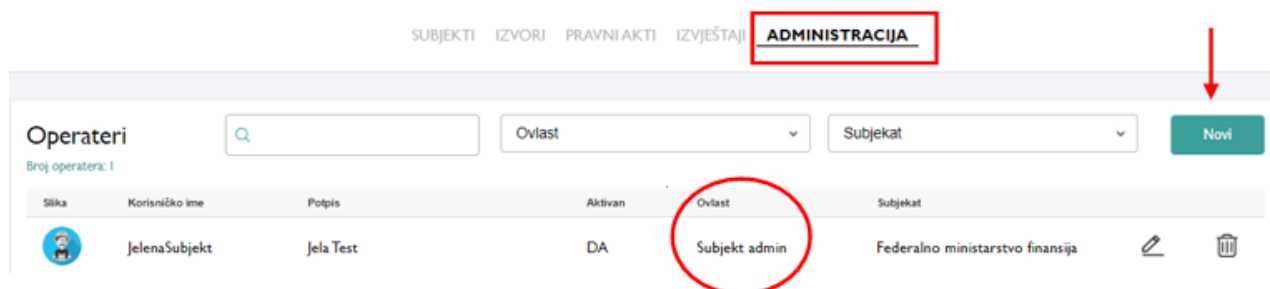 SUBJEKTI IZVORI PRAVNI AKTI IZVJEŠTAJI ADMINISTRACIJA
Operateri Ovlast Subjekat Novi
Broj operatera: 1
Slika Korisničko ime Potpis Aktivan Ovlast Subjekat
JelenaSubjekt Jela Test DA Subjekt admin Federalno ministarstvo finansija